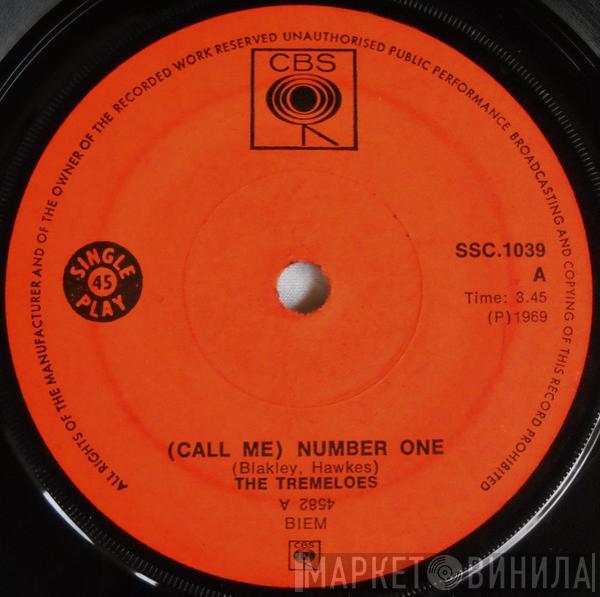 ALL RIGHTS OF THE MANUFACTURER AND OF THE OWNER OF THE RECORDED WORK RESERVED UNAUTHORISED PUBLIC PERFORMANCE BROADCASTING AND COPYING OF THIS RECORD PROHIBITED
CBS
SINGLE
45
PLAY
SSC.1039
A
Time: 3.45
(P)1969
(CALL ME) NUMBER ONE
(Blakley, Hawkes)
THE TREMELOES
4582 A
BIEM
CBS
МАРКЕТ ВИНИЛА